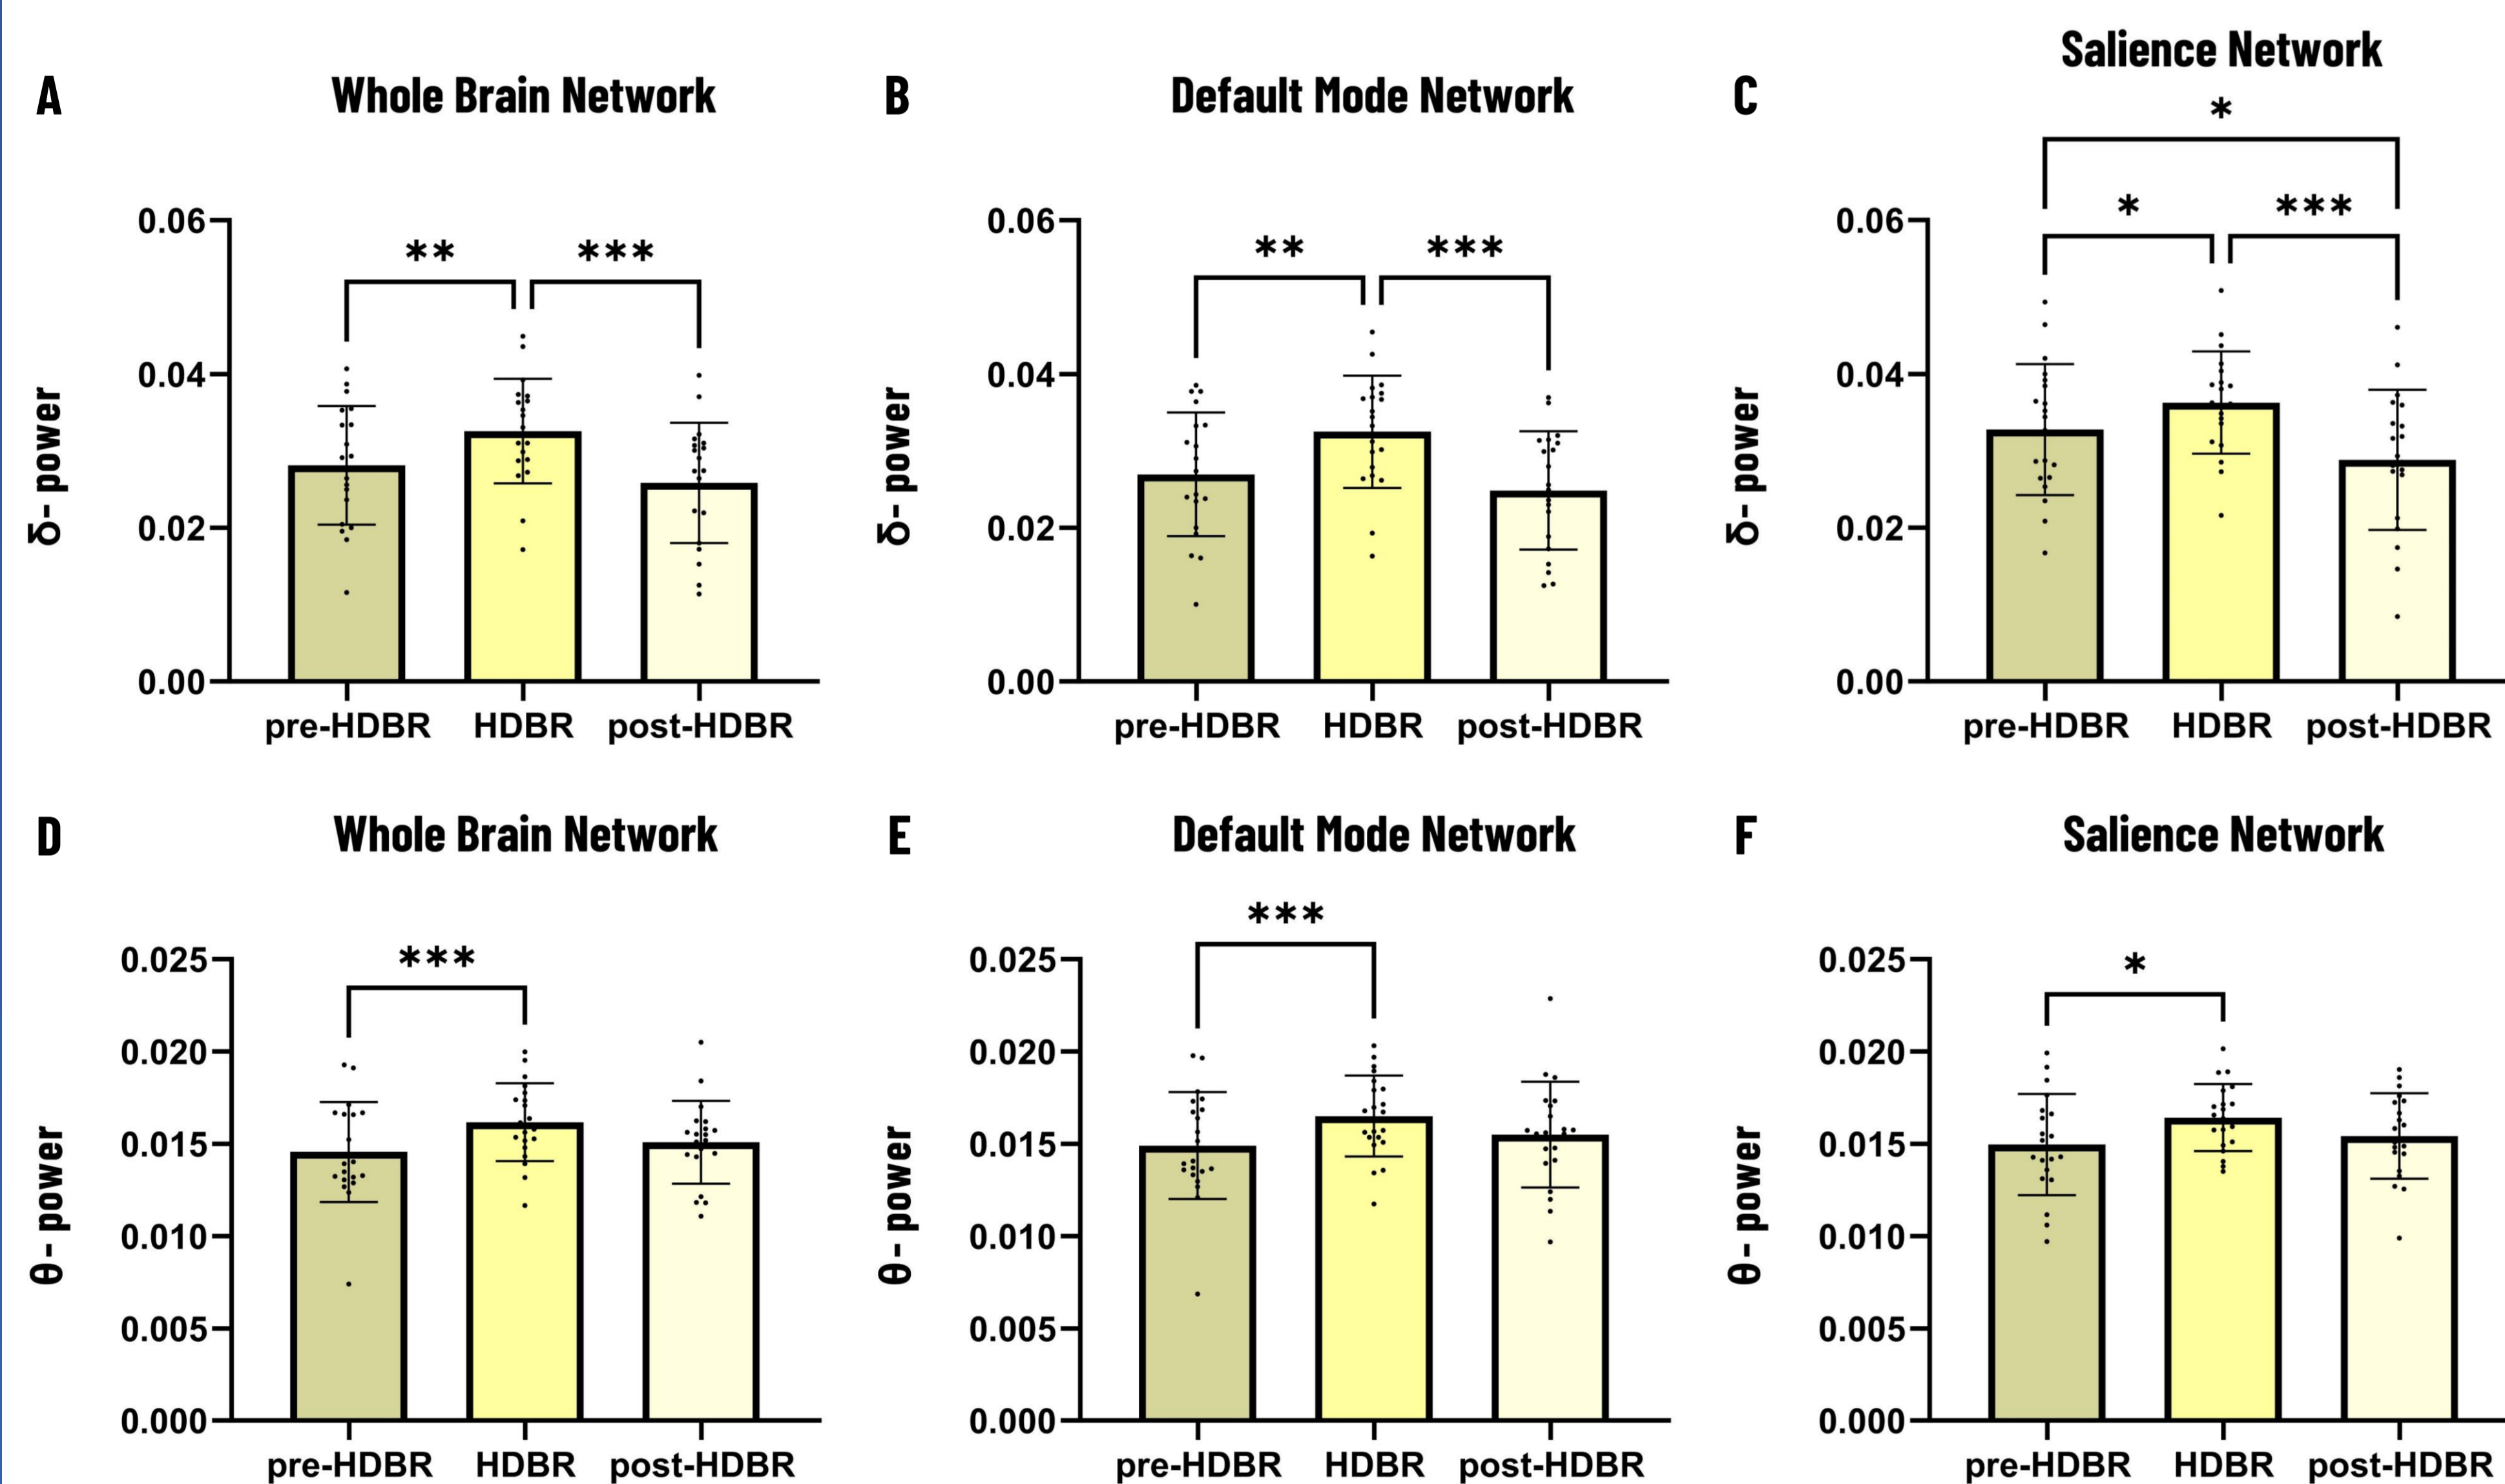 A
Whole Brain Network
δ- power
0.06
0.04
0.02
0.00
** ***
pre-HDBR HDBR post-HDBR
B
Default Mode Network
δ- power
0.06
0.04
0.02
0.00
** ***
pre-HDBR HDBR post-HDBR
C
Salience Network
δ- power
0.06
0.04
0.02
0.00
*
* ***
pre-HDBR HDBR post-HDBR
D
Whole Brain Network
θ- power
0.025
0.020
0.015
0.010
0.005
0.000
***
pre-HDBR HDBR post-HDBR
E
Default Mode Network
θ- power
0.025
0.020
0.015
0.010
0.005
0.000
***
pre-HDBR HDBR post-HDBR
F
Salience Network
θ- power
0.025
0.020
0.015
0.010
0.005
0.000
*
pre-HDBR HDBR post-HDBR